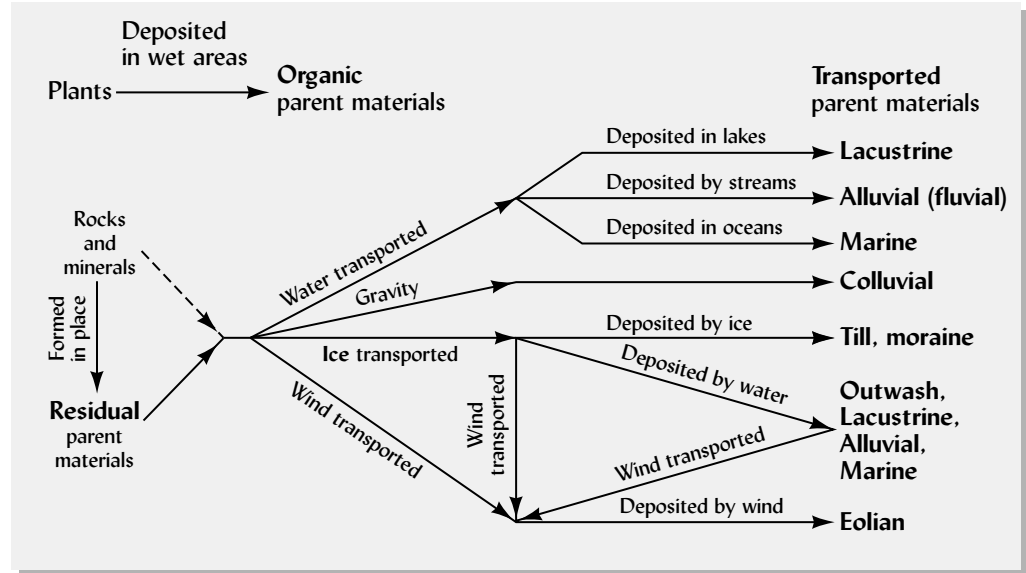 Deposited
in wet areas
Plants
Organic
parent materials
Transported
parent materials
Deposited in lakes
Lacustrine
Deposited by streams
Alluvial (fluvial)
Deposited in oceans
Marine
Rocks
and
minerals
Water transported
Gravity
Colluvial
Formed
in place
Ice transported
Deposited by ice
Till, moraine
Residual
parent
materials
Wind transported
Wind
transported
Deposited by water
Outwash,
Lacustrine,
Alluvial,
Marine
Wind transported
Deposited by wind
Eolian